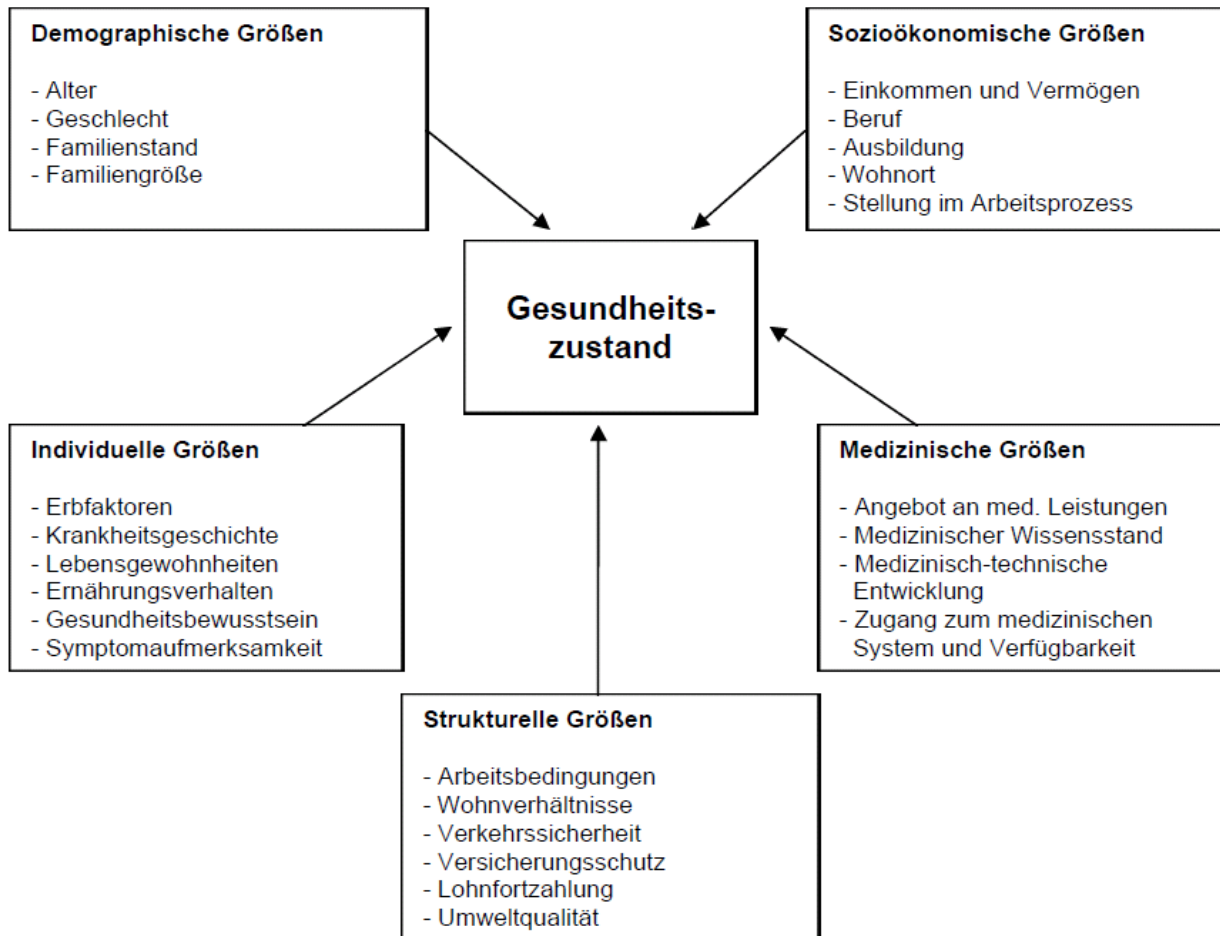 Demographische Größen
- Alter
- Geschlecht
- Familienstand
- Familiengröße
Sozioökonomische Größen
- Einkommen und Vermögen
- Beruf
- Ausbildung
- Wohnort
- Stellung im Arbeitsprozess
Gesundheits-
zustand
Individuelle Größen
- Erbfaktoren
- Krankheitsgeschichte
- Lebensgewohnheiten
- Ernährungsverhalten
- Gesundheitsbewusstsein
- Symptomaufmerksamkeit
Medizinische Größen
- Angebot an med. Leistungen
- Medizinischer Wissensstand
- Medizinisch-technische
Entwicklung
- Zugang zum medizinischen
System und Verfügbarkeit
Strukturelle Größen
- Arbeitsbedingungen
- Wohnverhältnisse
- Verkehrssicherheit
- Versicherungsschutz
- Lohnfortzahlung
- Umweltqualität